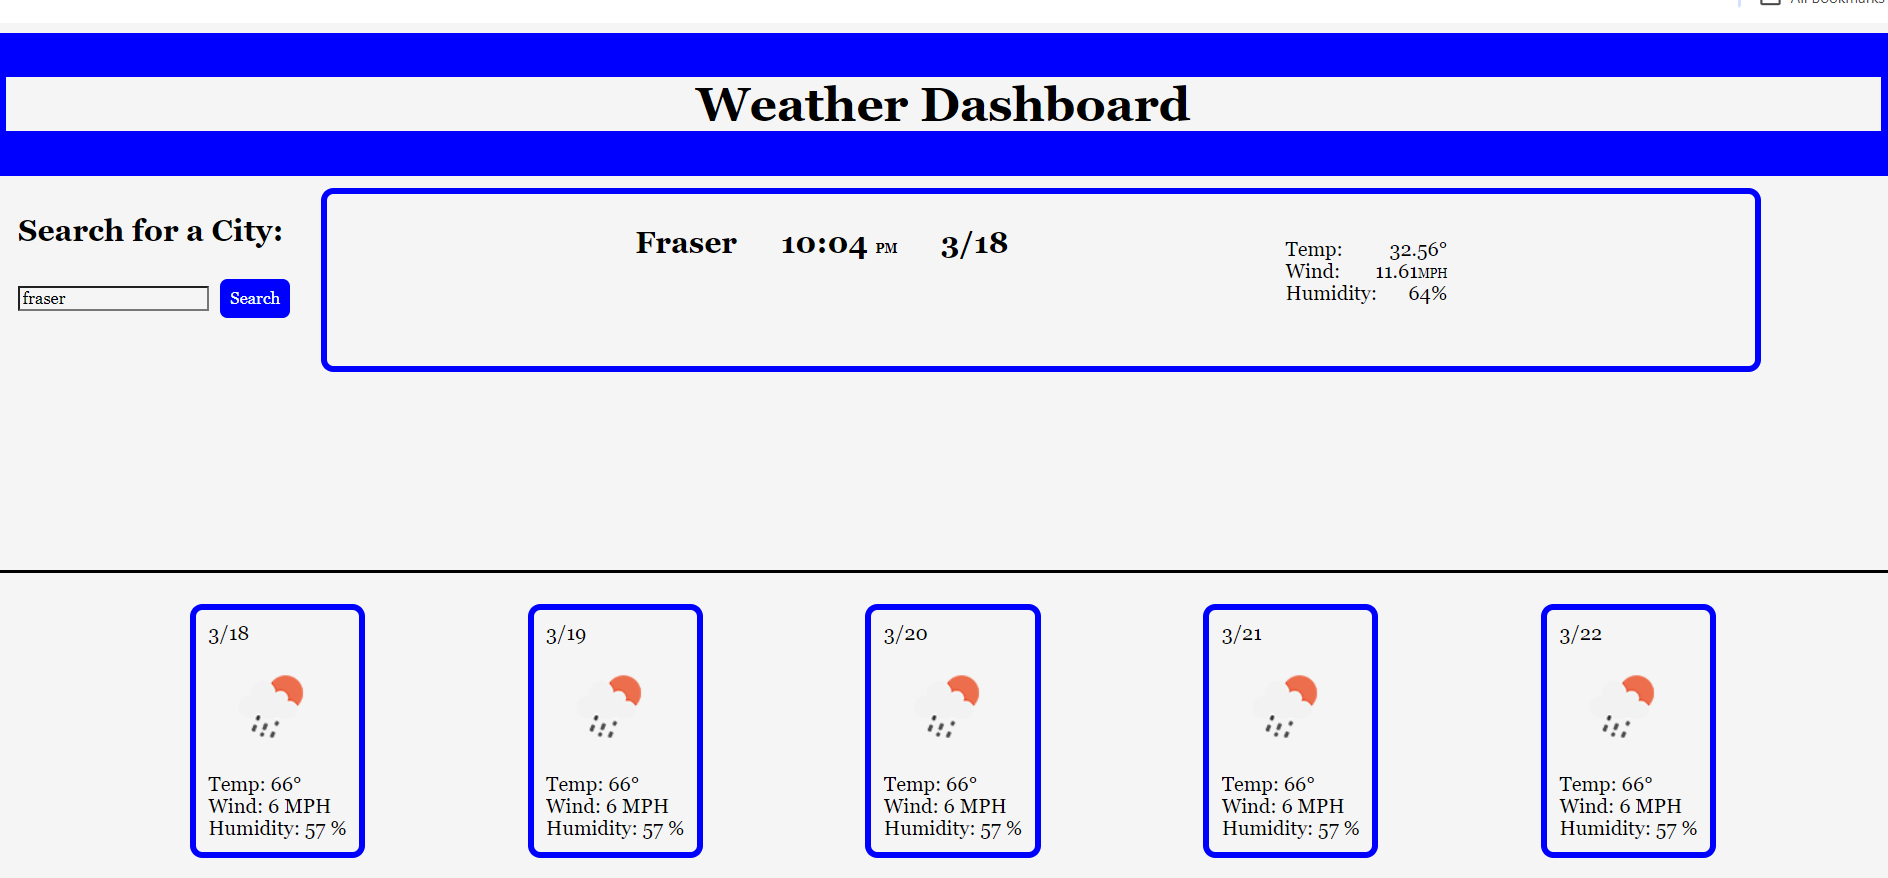 All Bookmarks
Weather Dashboard
Search for a City:
fraser Search
Fraser 10:04 PM 3/18
Temp: 32.56°
Wind: 11.61MPH
Humidity: 64%
3/18
Temp: 66°
Wind: 6 MPH
Humidity: 57 %
3/19
Temp: 66°
Wind: 6 MPH
Humidity: 57 %
3/20
Temp: 66°
Wind: 6 MPH
Humidity: 57 %
3/21
Temp: 66°
Wind: 6 MPH
Humidity: 57 %
3/22
Temp: 66°
Wind: 6 MPH
Humidity: 57 %